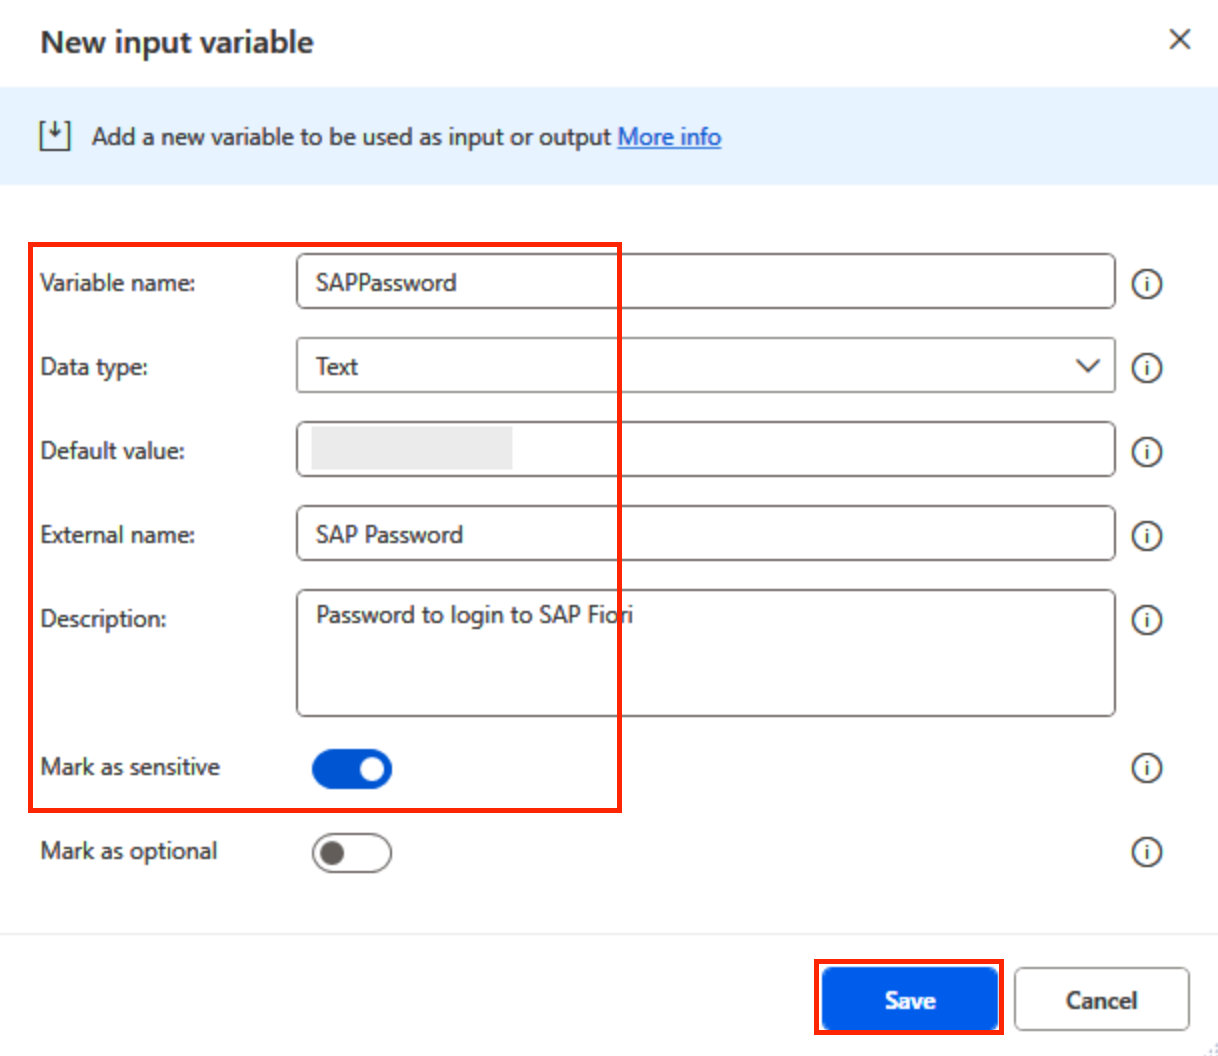 New input variable
Add a new variable to be used as input or output More info
Variable name: SAPPassword
Data type: Text
Default value:
External name: SAP Password
Description: Password to login to SAP Fiori
Mark as sensitive
Mark as optional
Save Cancel